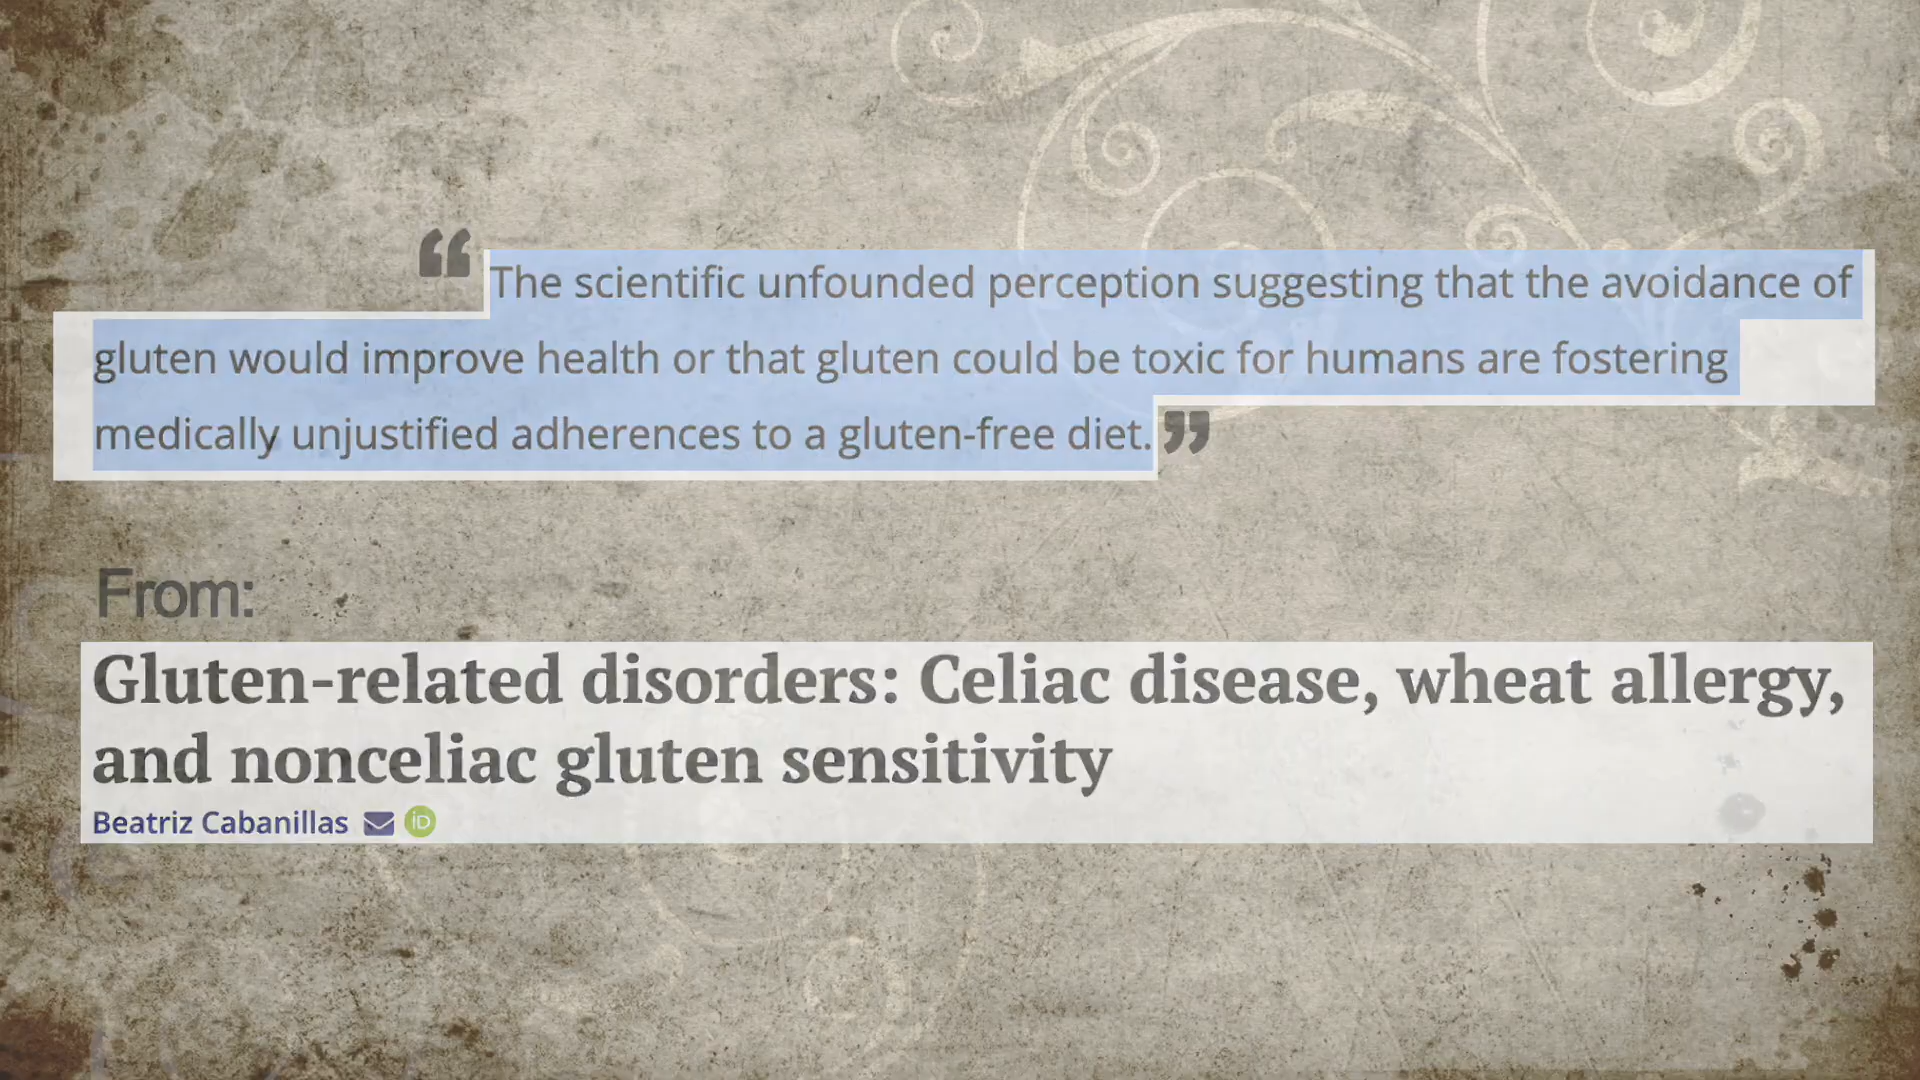 “The scientific unfounded perception suggesting that the avoidance of
gluten would improve health or that gluten could be toxic for humans are fostering
medically unjustified adherences to a gluten-free diet.”
From:
Gluten-related disorders: Celiac disease, wheat allergy,
and nonceliac gluten sensitivity
Beatriz Cabanillas iD